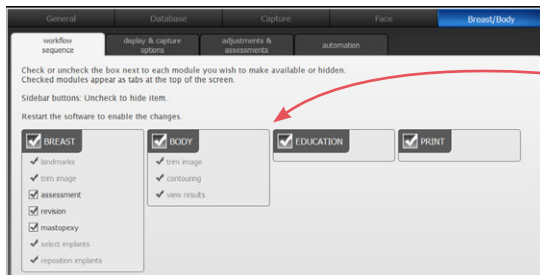 General Database Capture Face Breast/Body
workflow sequence display & capture options adjustments & assessments automation
Check or uncheck the box next to each module you wish to make available or hidden.
Checked modules appear as tabs at the top of the screen.
Sidebar buttons: Uncheck to hide item.
Restart the software to enable the changes.
BREAST
landmarks
trim image
assessment
revision
mastopexy
select implants
reposition implants
BODY
trim image
contouring
view results
EDUCATION
PRINT